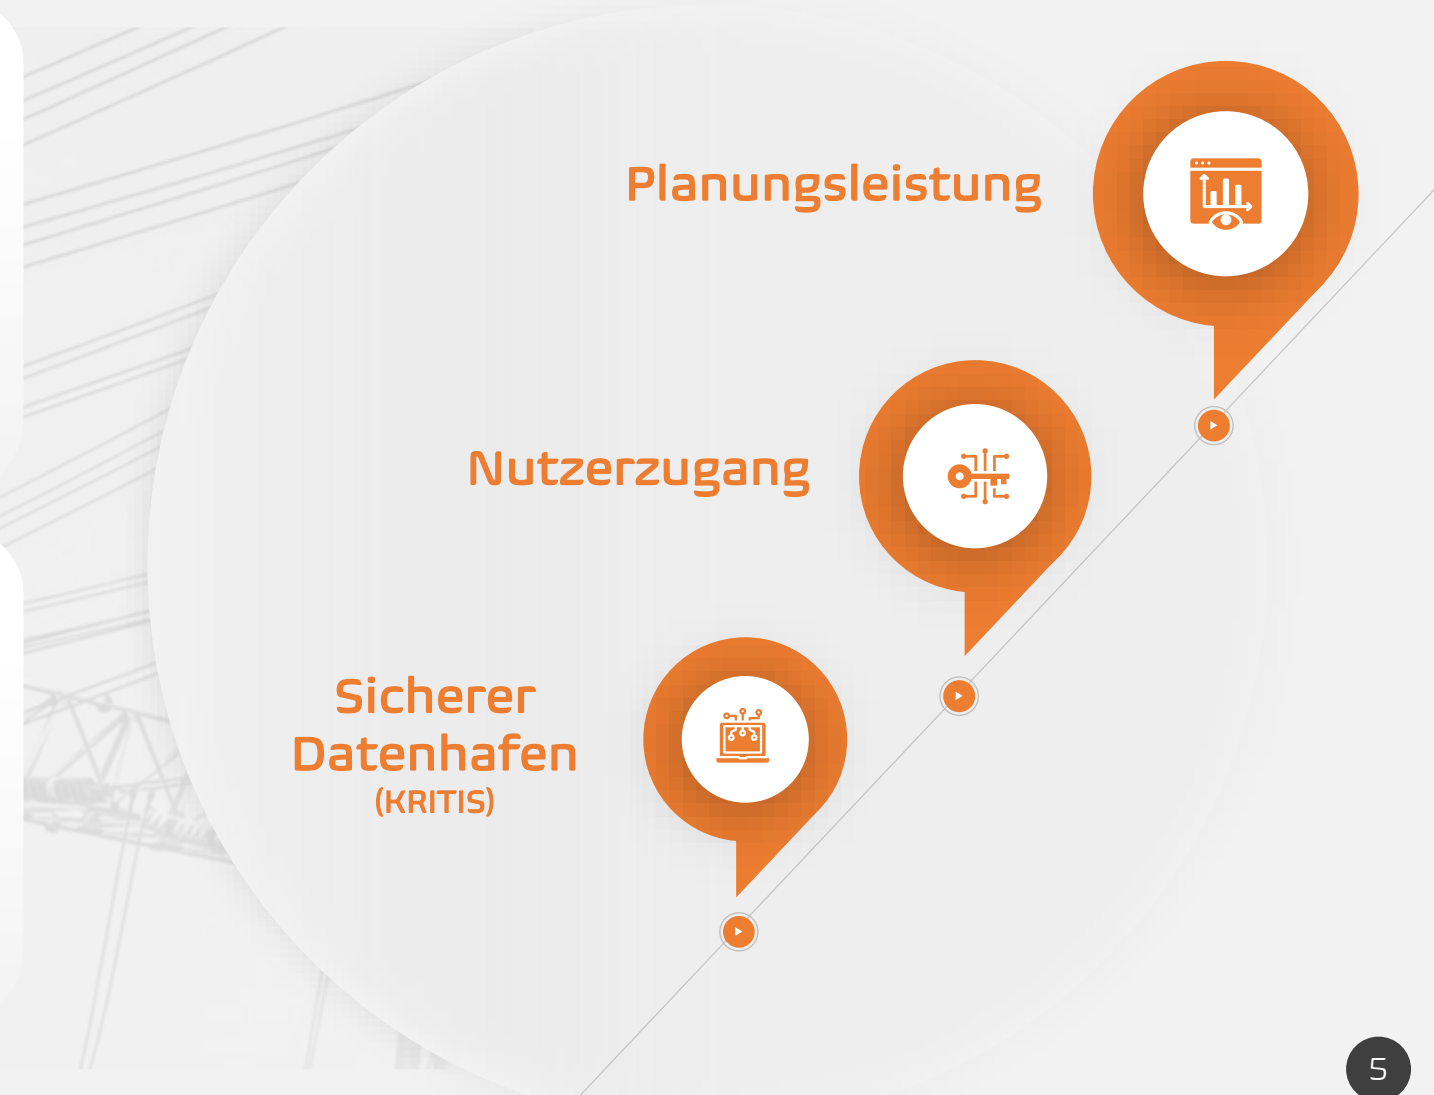 Planungsleistung
Nutzerzugang
Sicherer
Datenhafen
(KRITIS)
5